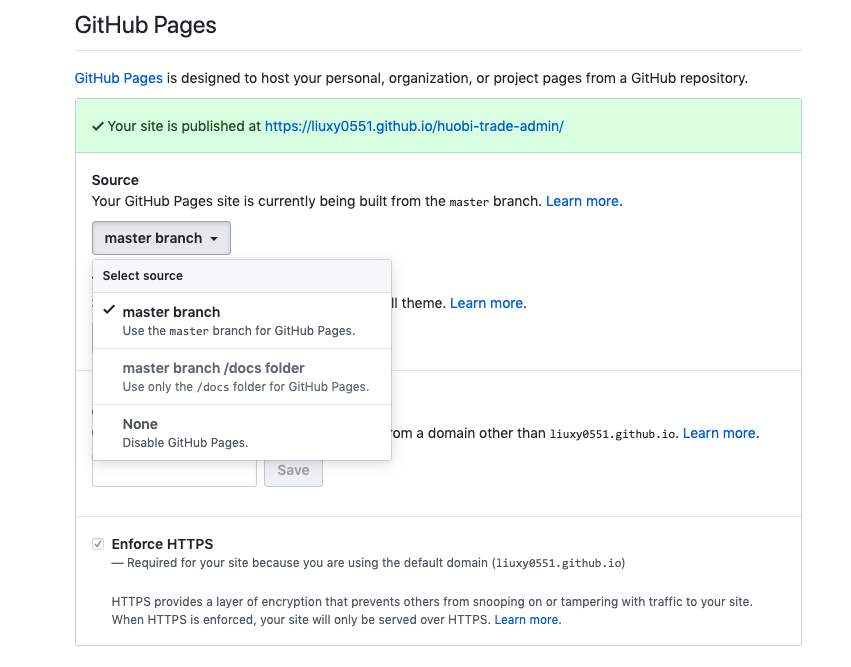 GitHub Pages
GitHub Pages is designed to host your personal, organization, or project pages from a GitHub repository.
Your site is published at https://liuxy0551.github.io/huobi-trade-admin/
Source
Your GitHub Pages site is currently being built from the master branch. Learn more.
master branch
Select source
master branch
Use the master branch for GitHub Pages.
master branch /docs folder
Use only the /docs folder for GitHub Pages.
None
Disable GitHub Pages.
ll theme. Learn more.
om a domain other than liuxy0551.github.io. Learn more.
Save
Enforce HTTPS
— Required for your site because you are using the default domain (liuxy0551.github.io)
HTTPS provides a layer of encryption that prevents others from snooping on or tampering with traffic to your site.
When HTTPS is enforced, your site will only be served over HTTPS. Learn more.